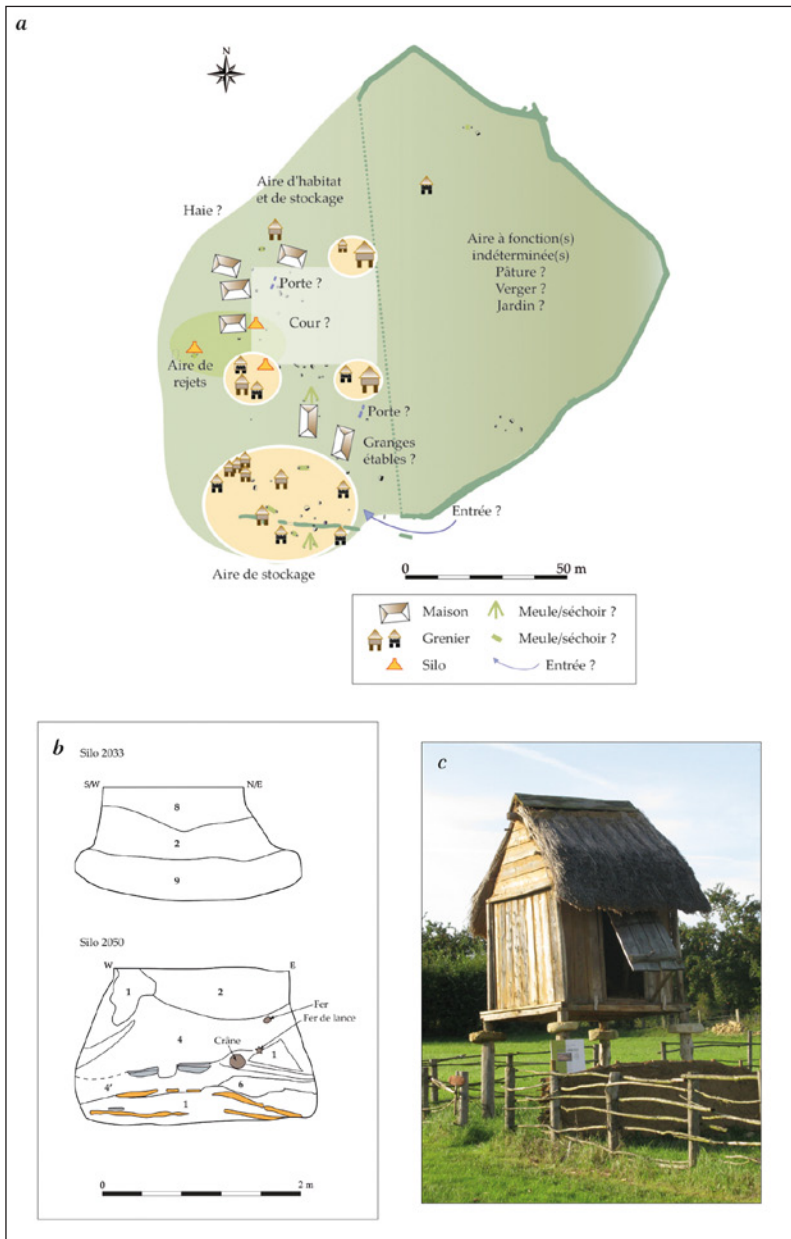 a
N
Aire d'habitat
et de stockage
Haie ?
Aire à fonction(s)
indéterminée(s)
Pâture ?
Verger ?
Jardin ?
Porte ?
Cour ?
Aire de
rejets
Porte ?
Granges
étables ?
Entrée ?
Aire de stockage
0 50 m
Maison Meule/séchoir ?
Grenier Meule/séchoir ?
Silo Entrée ?
b
Silo 2033
S/W N/E
8
2
9
Silo 2050
W E
1 2
Fer
Fer de lance
4
Crâne
1
4' 6
1
0 2 m
c